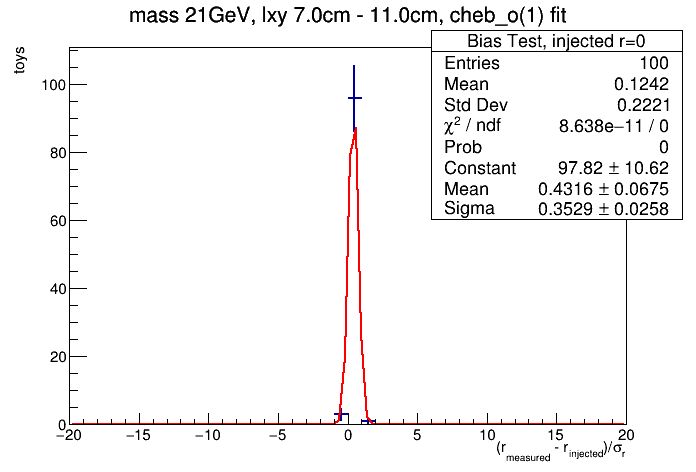 mass 21GeV, lxy 7.0cm - 11.0cm, cheb_o(1) fit
Bias Test, injected r=0
Entries 100
Mean 0.1242
Std Dev 0.2221
χ² / ndf 8.638e−11 / 0
Prob 0
Constant 97.82 ± 10.62
Mean 0.4316 ± 0.0675
Sigma 0.3529 ± 0.0258
toys
100
80
60
40
20
0
−20 −15 −10 −5 0 5 10 15 20
(r_measured - r_injected)/σ_r